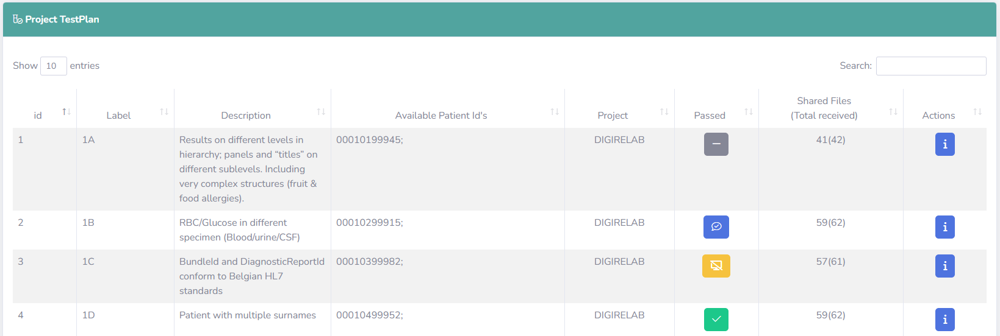 Project TestPlan
Show 10 entries
Search:
id
Label
Description
Available Patient Id's
Project
Passed
Shared Files
(Total received)
Actions
1
1A
Results on different levels in
hierarchy; panels and “titles” on
different sublevels. Including
very complex structures (fruit &
food allergies).
00010199945;
DIGIRELAB
41(42)
2
1B
RBC/Glucose in different
specimen (Blood/urine/CSF)
00010299915;
DIGIRELAB
59(62)
3
1C
BundleId and DiagnosticReportId
conform to Belgian HL7
standards
00010399982;
DIGIRELAB
57(61)
4
1D
Patient with multiple surnames
00010499952;
DIGIRELAB
59(62)